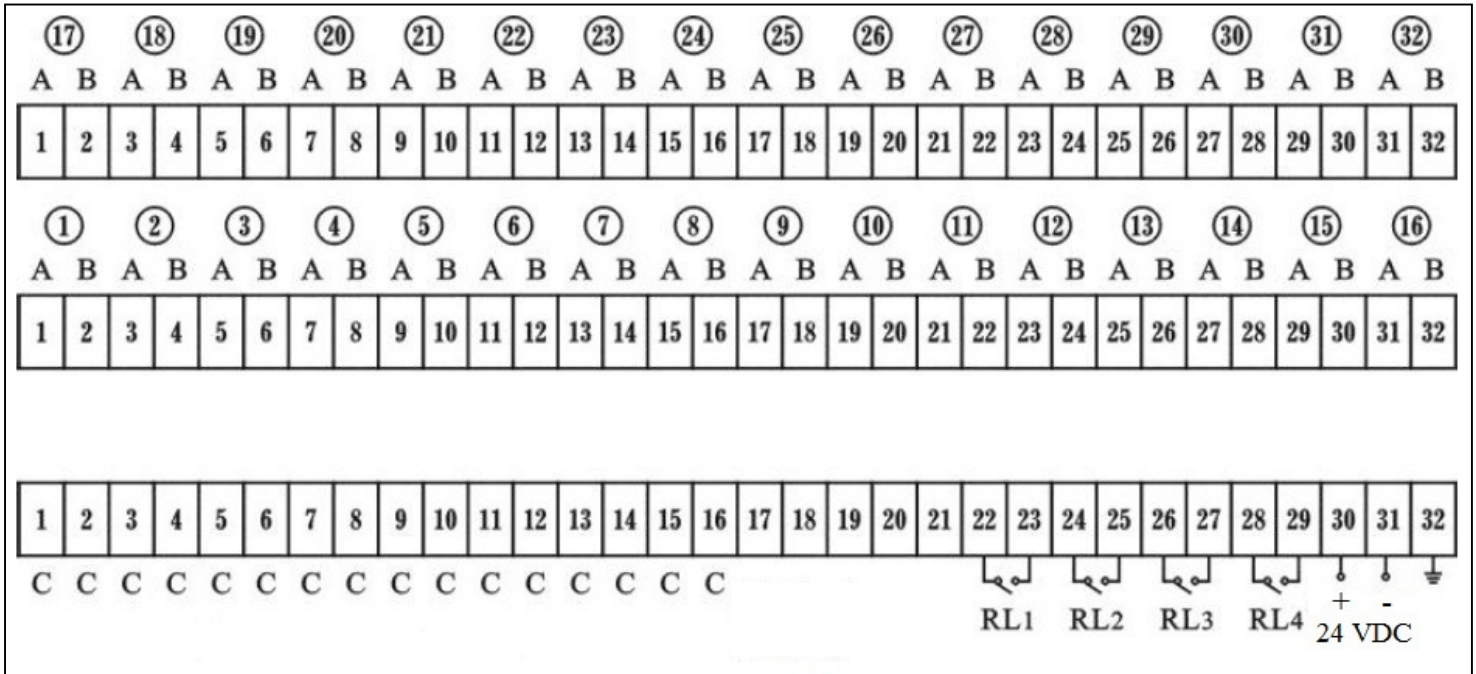 ⑰ ⑱ ⑲ ⑳ ㉑ ㉒ ㉓ ㉔ ㉕ ㉖ ㉗ ㉘ ㉙ ㉚ ㉛ ㉜
A B A B A B A B A B A B A B A B A B A B A B A B A B A B A B A B
1 2 3 4 5 6 7 8 9 10 11 12 13 14 15 16 17 18 19 20 21 22 23 24 25 26 27 28 29 30 31 32
① ② ③ ④ ⑤ ⑥ ⑦ ⑧ ⑨ ⑩ ⑪ ⑫ ⑬ ⑭ ⑮ ⑯
A B A B A B A B A B A B A B A B A B A B A B A B A B A B A B A B
1 2 3 4 5 6 7 8 9 10 11 12 13 14 15 16 17 18 19 20 21 22 23 24 25 26 27 28 29 30 31 32
1 2 3 4 5 6 7 8 9 10 11 12 13 14 15 16 17 18 19 20 21 22 23 24 25 26 27 28 29 30 31 32
C C C C C C C C C C C C C C C C
RL1 RL2 RL3 RL4 + -
24 VDC